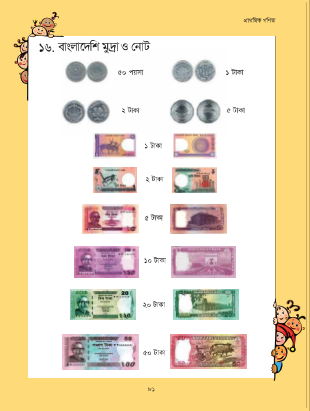 প্রাথমিক গণিত
১৬. বাংলাদেশি মুদ্রা ও নোট
৫০ পয়সা
১ টাকা
২ টাকা
৫ টাকা
১ টাকা
২ টাকা
৫ টাকা
১০ টাকা
২০ টাকা
৫০ টাকা
৮১